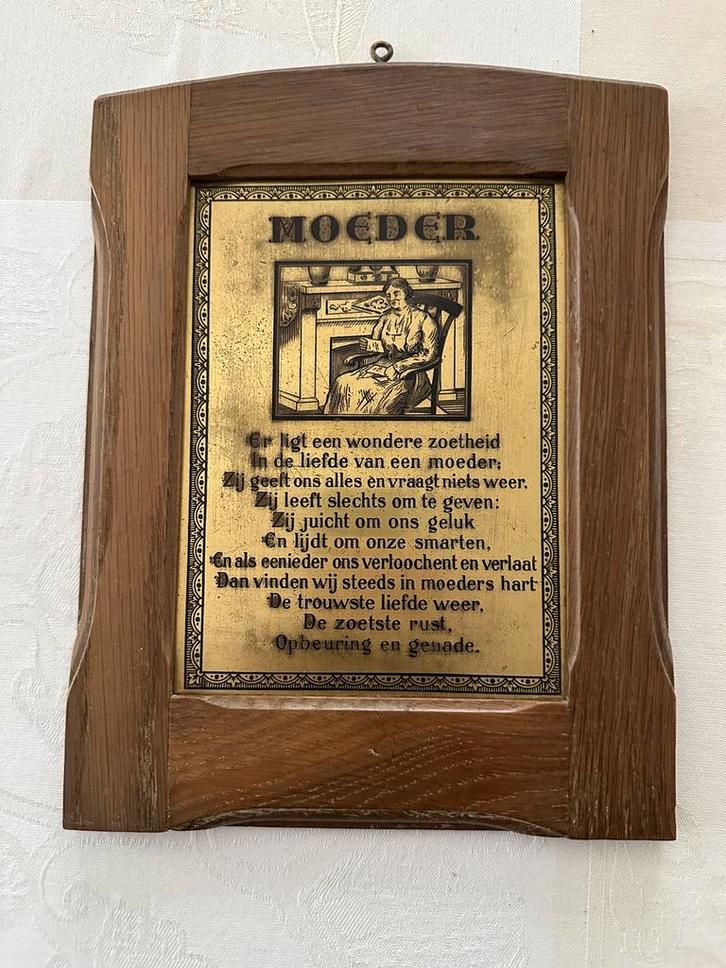 MOEDER
Er ligt een wondere zoetheid
In de liefde van een moeder;
Zij geeft ons alles èn vraagt niets weer.
Zij leeft slechts om te geven:
Zij juicht om ons geluk
En lijdt om onze smarten,
En als eenieder ons verloochent en verlaat
Dan vinden wij steeds in moeders hart
De trouwste liefde weer,
De zoetste rust,
Opbeuring en genade.